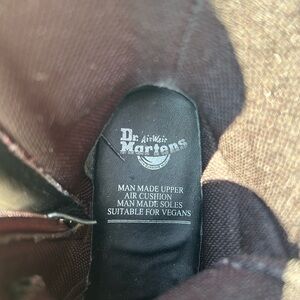 Dr. AirWair
Martens
MAN MADE UPPER
AIR CUSHION
MAN MADE SOLES
SUITABLE FOR VEGANS